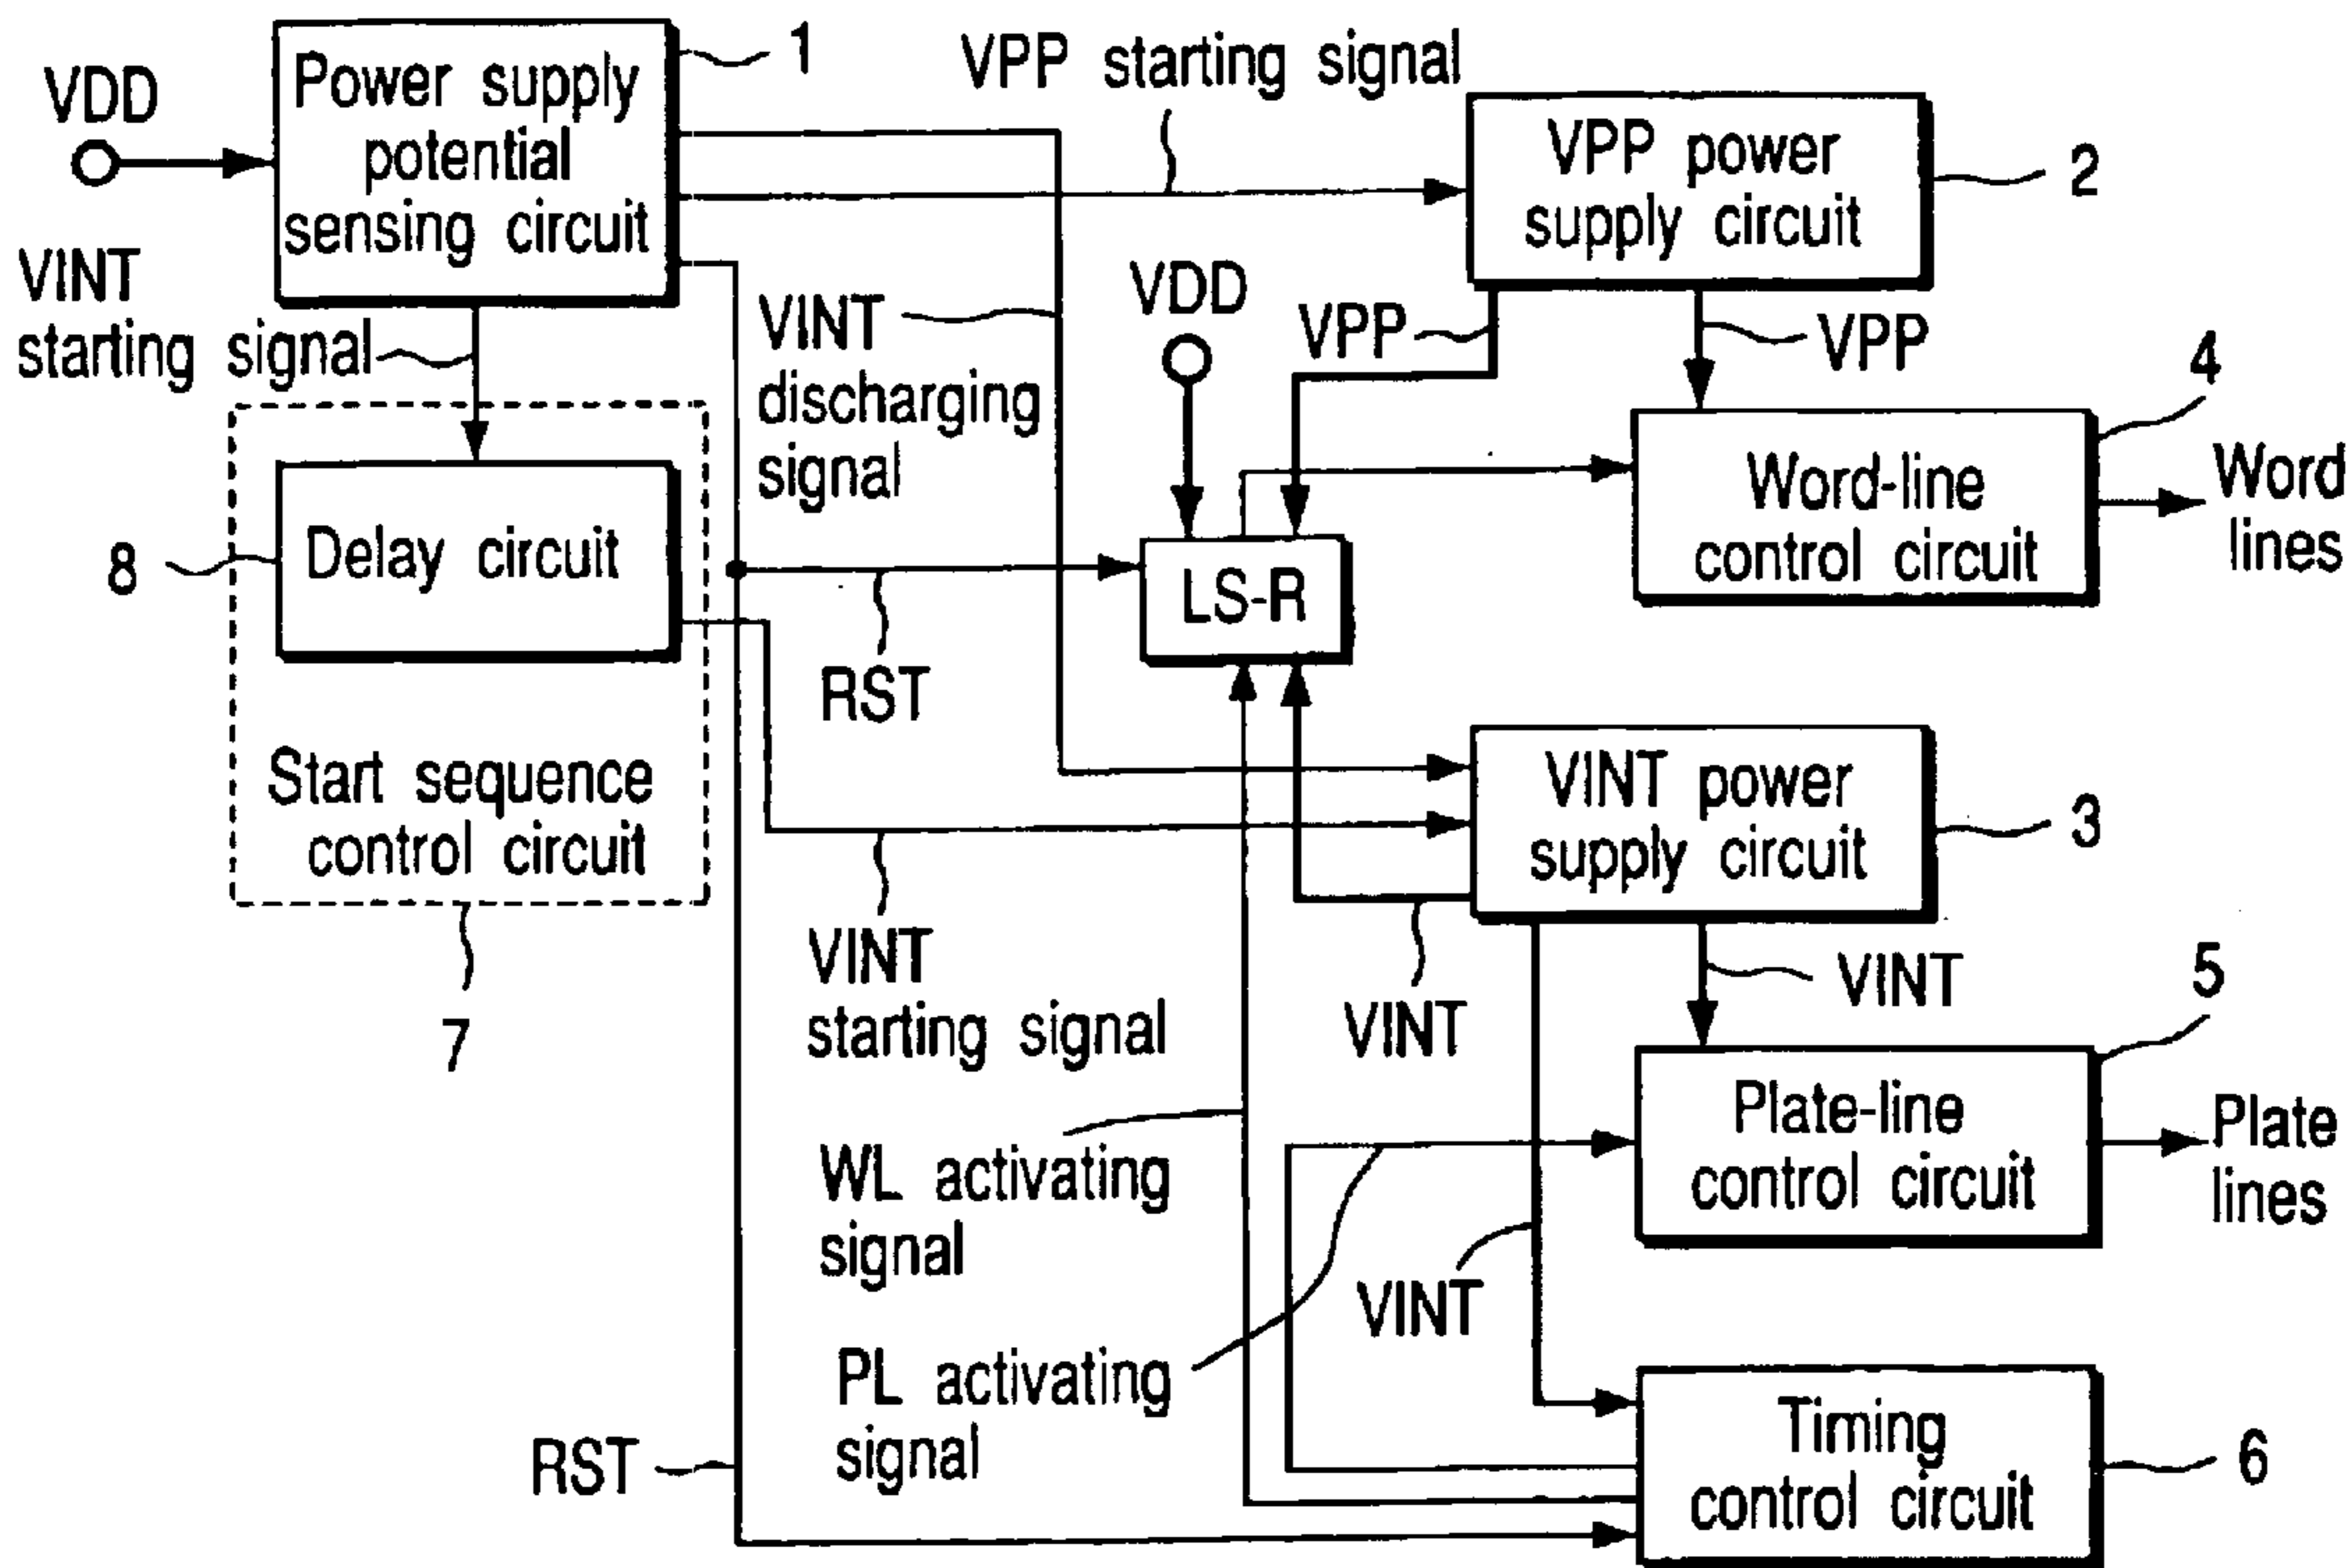 VDD
Power supply
potential
sensing circuit
1
VPP starting signal
VPP power
supply circuit
2
VINT
starting signal
VINT
discharging
signal
VDD
VPP
VPP
4
Word-line
control circuit
Word
lines
8
Delay circuit
LS-R
RST
Start sequence
control circuit
7
VINT power
supply circuit
3
VINT
starting signal
VINT
VINT
5
Plate-line
control circuit
Plate
lines
WL activating
signal
VINT
PL activating
signal
RST
Timing
control circuit
6